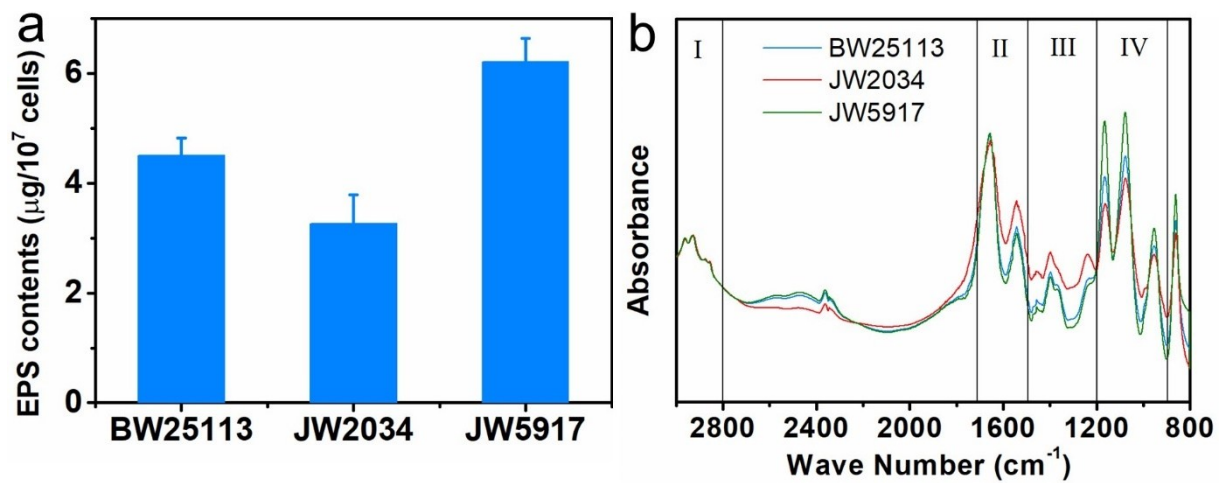 a
EPS contents (μg/10⁷ cells)
6
4
2
0
BW25113 JW2034 JW5917
b
I II III IV
BW25113
JW2034
JW5917
Absorbance
2800 2400 2000 1600 1200 800
Wave Number (cm⁻¹)